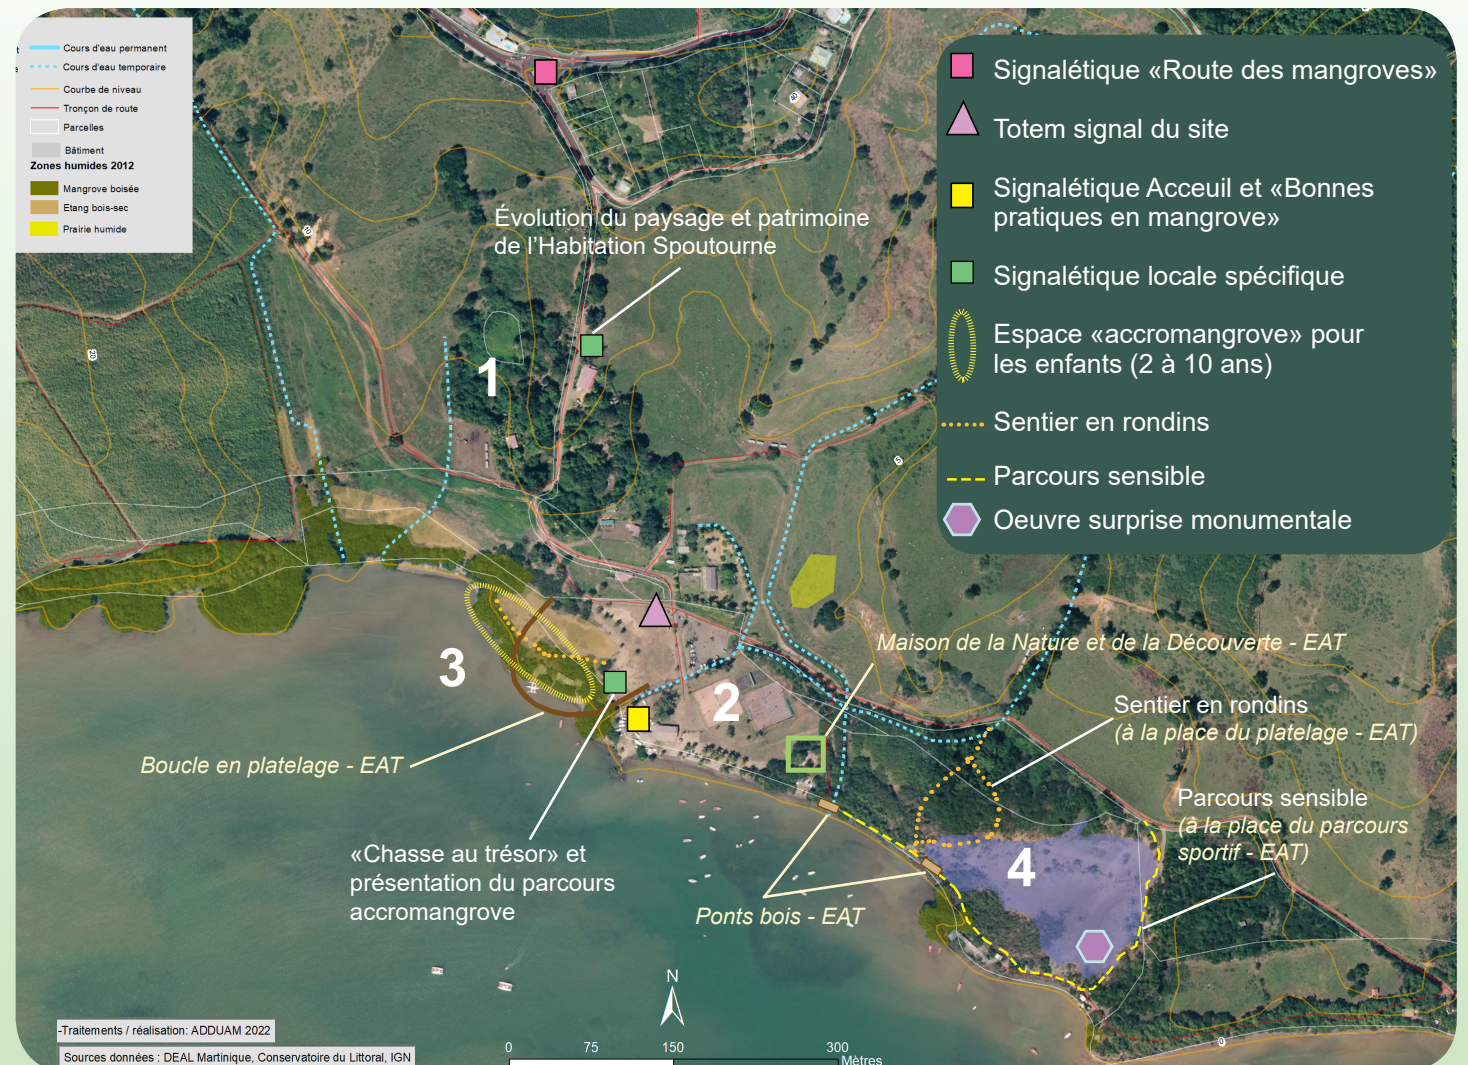 Cours d'eau permanent
Cours d'eau temporaire
Courbe de niveau
Tronçon de route
Parcelles
Bâtiment
Zones humides 2012
Mangrove boisée
Etang bois-sec
Prairie humide
Signalétique «Route des mangroves»
Totem signal du site
Signalétique Acceuil et «Bonnes
pratiques en mangrove»
Signalétique locale spécifique
Espace «accromangrove» pour
les enfants (2 à 10 ans)
Sentier en rondins
Parcours sensible
Oeuvre surprise monumentale
40
Évolution du paysage et patrimoine
de l'Habitation Spoutourne
10
20
1
5
3
2
Maison de la Nature et de la Découverte - EAT
Sentier en rondins
(à la place du platelage - EAT)
Boucle en platelage - EAT
Parcours sensible
(à la place du parcours
sportif - EAT)
4
«Chasse au trésor» et
présentation du parcours
accromangrove
Ponts bois - EAT
N
0
-Traitements / réalisation: ADDUAM 2022
Sources données : DEAL Martinique, Conservatoire du Littoral, IGN
0 75 150 300
Mètres